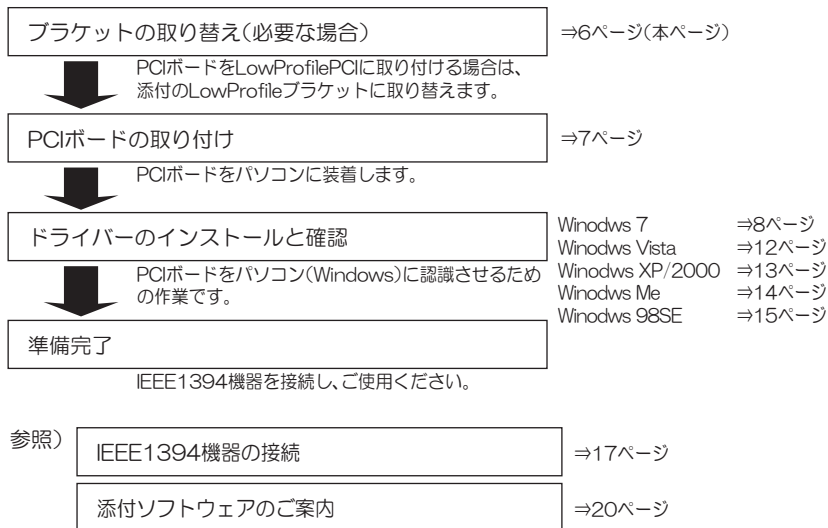 ブラケットの取り替え(必要な場合)
⇒6ページ(本ページ)
PCIボードをLowProfilePCIに取り付ける場合は、
添付のLowProfileブラケットに取り替えます。
PCIボードの取り付け
⇒7ページ
PCIボードをパソコンに装着します。
ドライバーのインストールと確認
Winodws 7 ⇒8ページ
Winodws Vista ⇒12ページ
Winodws XP/2000 ⇒13ページ
Winodws Me ⇒14ページ
Winodws 98SE ⇒15ページ
PCIボードをパソコン(Windows)に認識させるため
の作業です。
準備完了
IEEE1394機器を接続し、ご使用ください。
参照)
IEEE1394機器の接続
⇒17ページ
添付ソフトウェアのご案内
⇒20ページ